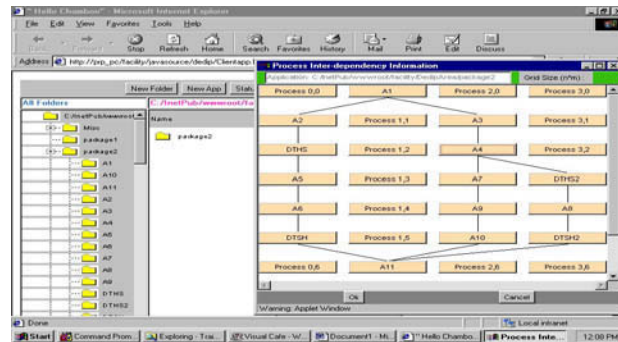 " Hello Chambow" - Microsoft Internet Explorer
File Edit View Favorites Tools Help
Back Forward Stop Refresh Home Search Favorites History Mail Print Edit Discuss
Address http://prp_pc/facility/javasource/dedip/Clientapp.
New Folder New App
All Folders
C:/InetPub/wwwroot/fa
C:/InetPub/wwwroot
Misc
package1
package2
A1
A10
A11
A2
A3
A4
A5
A6
A7
A8
A9
DTHS
DTHS2
Name
package2
Process Inter-dependency Information
Application: C:/InetPub/wwwroot/facility/Dedip/Area/package2
Grid Size (n*m) :
Process 0,0 A1 Process 2,0 Process 3,0
A2 Process 1,1 A3 Process 3,1
DTHS Process 1,2 A4 Process 3,2
A5 Process 1,3 A7 DTHS2
A6 Process 1,4 A9 A8
DTSH Process 1,5 A10 DTSH2
Process 0,6 A11 Process 2,6 Process 3,6
Ok Cancel
Warning: Applet Window
Done Local intranet
Start Command Prom... Exploring - Trai... Visual Cafe - W... Document1 - Mi... " Hello Chambo... Process Inte... 12:08 PM